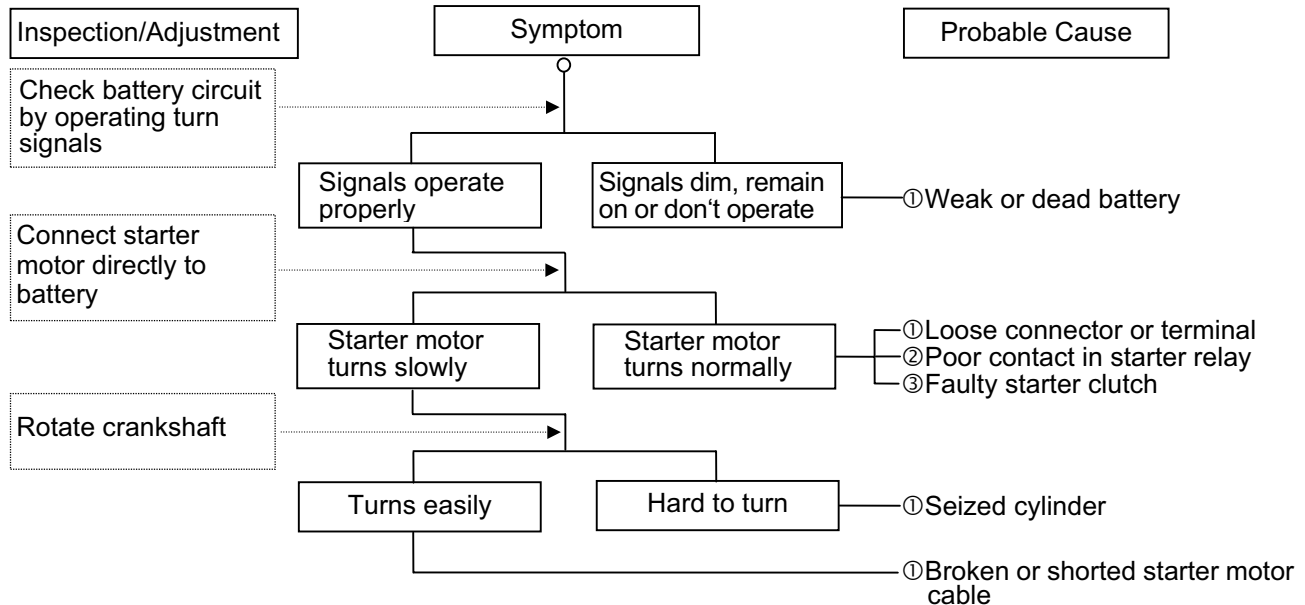 Inspection/Adjustment
Symptom
Probable Cause
Check battery circuit
by operating turn
signals
Signals operate
properly
Signals dim, remain
on or don‘t operate
①Weak or dead battery
Connect starter
motor directly to
battery
Starter motor
turns slowly
Starter motor
turns normally
①Loose connector or terminal
②Poor contact in starter relay
③Faulty starter clutch
Rotate crankshaft
Turns easily
Hard to turn
①Seized cylinder
①Broken or shorted starter motor
cable